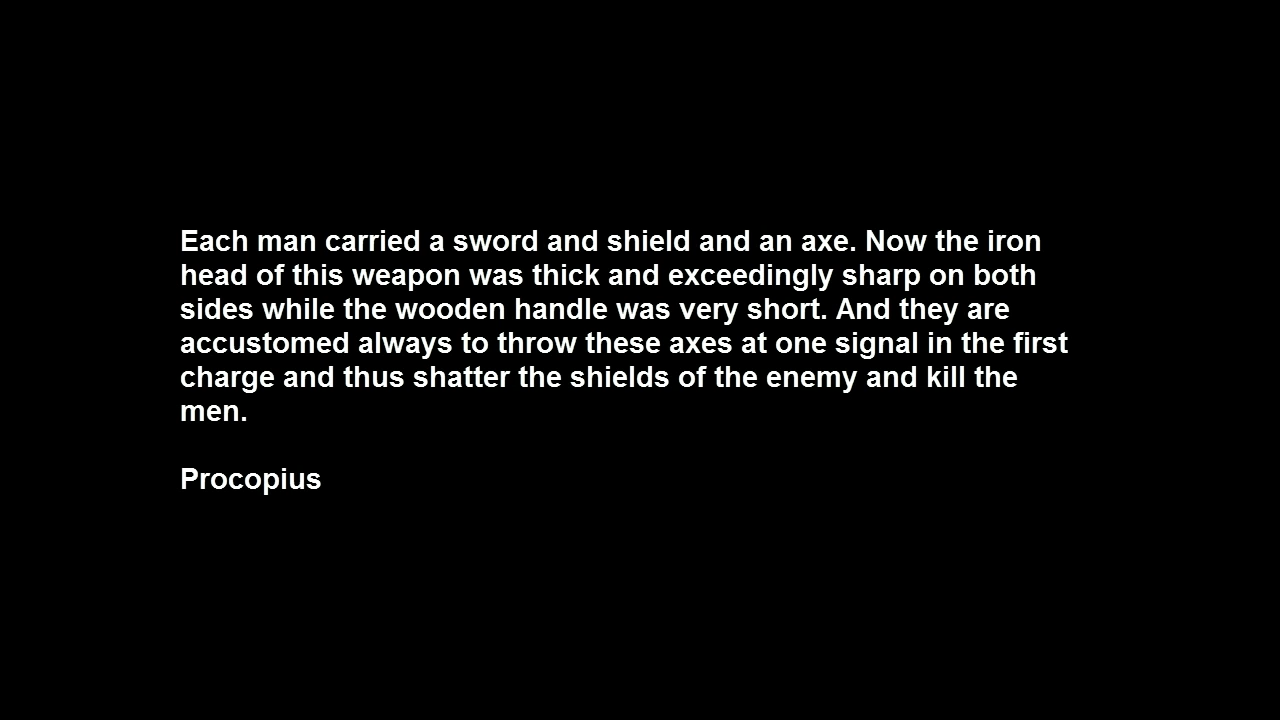 Each man carried a sword and shield and an axe. Now the iron
head of this weapon was thick and exceedingly sharp on both
sides while the wooden handle was very short. And they are
accustomed always to throw these axes at one signal in the first
charge and thus shatter the shields of the enemy and kill the
men.
Procopius